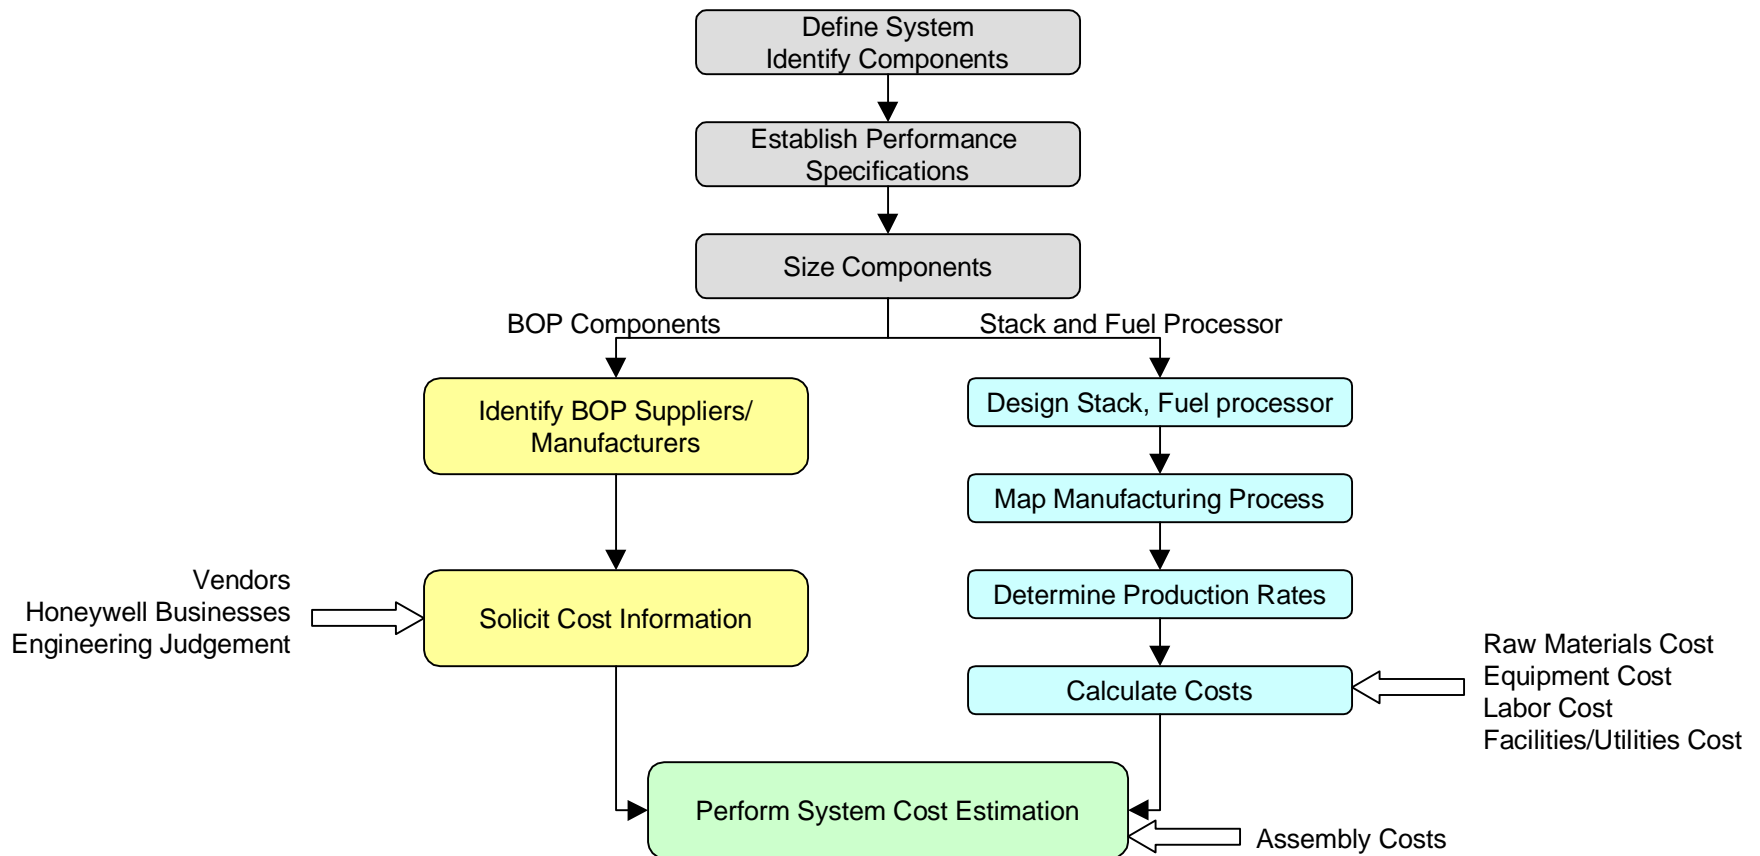 Define System
Identify Components
Establish Performance
Specifications
Size Components
BOP Components
Stack and Fuel Processor
Identify BOP Suppliers/
Manufacturers
Design Stack, Fuel processor
Map Manufacturing Process
Vendors
Honeywell Businesses
Engineering Judgement
Solicit Cost Information
Determine Production Rates
Calculate Costs
Raw Materials Cost
Equipment Cost
Labor Cost
Facilities/Utilities Cost
Perform System Cost Estimation
Assembly Costs